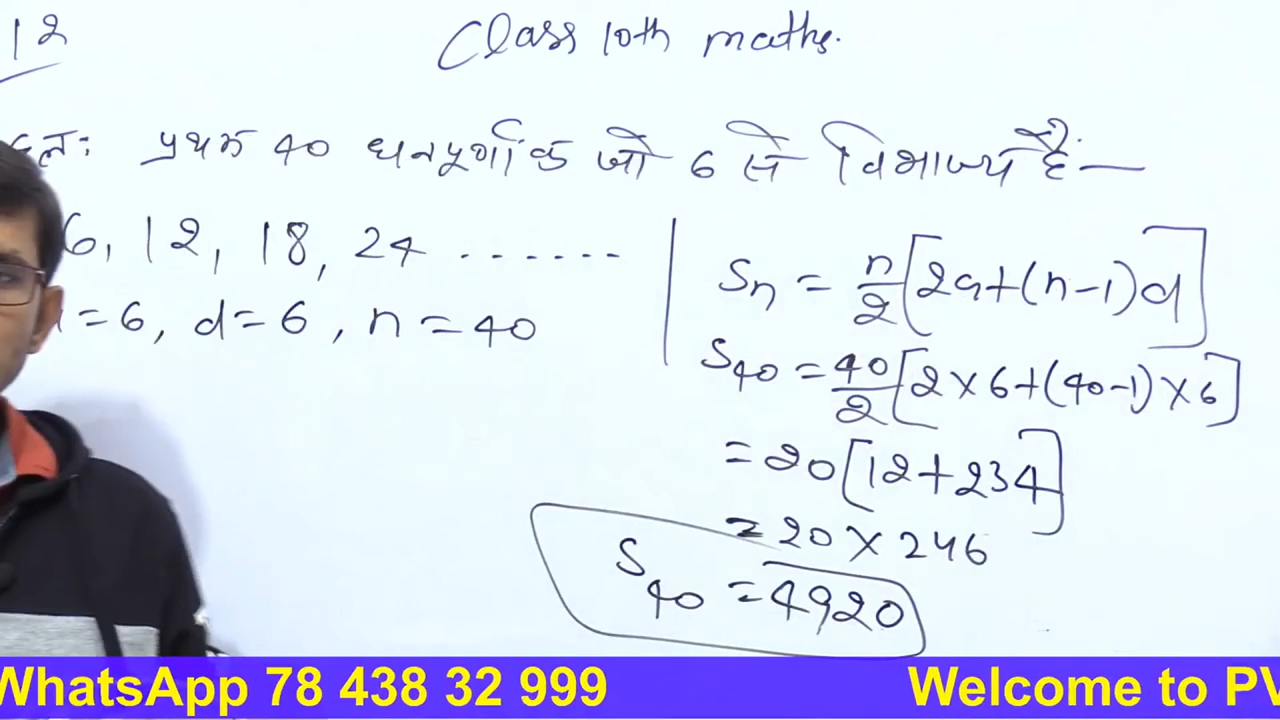 12
Class 10th maths.
हल: प्रथम 40 धनपूर्णांक जो 6 से विभाज्य हैं —
6, 12, 18, 24 .......
a = 6, d = 6, n = 40
Sn = n/2 [2a+(n-1)d]
S40 = 40/2 [2×6+(40-1)×6]
= 20 [12+234]
= 20 × 246
S40 = 4920
WhatsApp 78 438 32 999 Welcome to PV